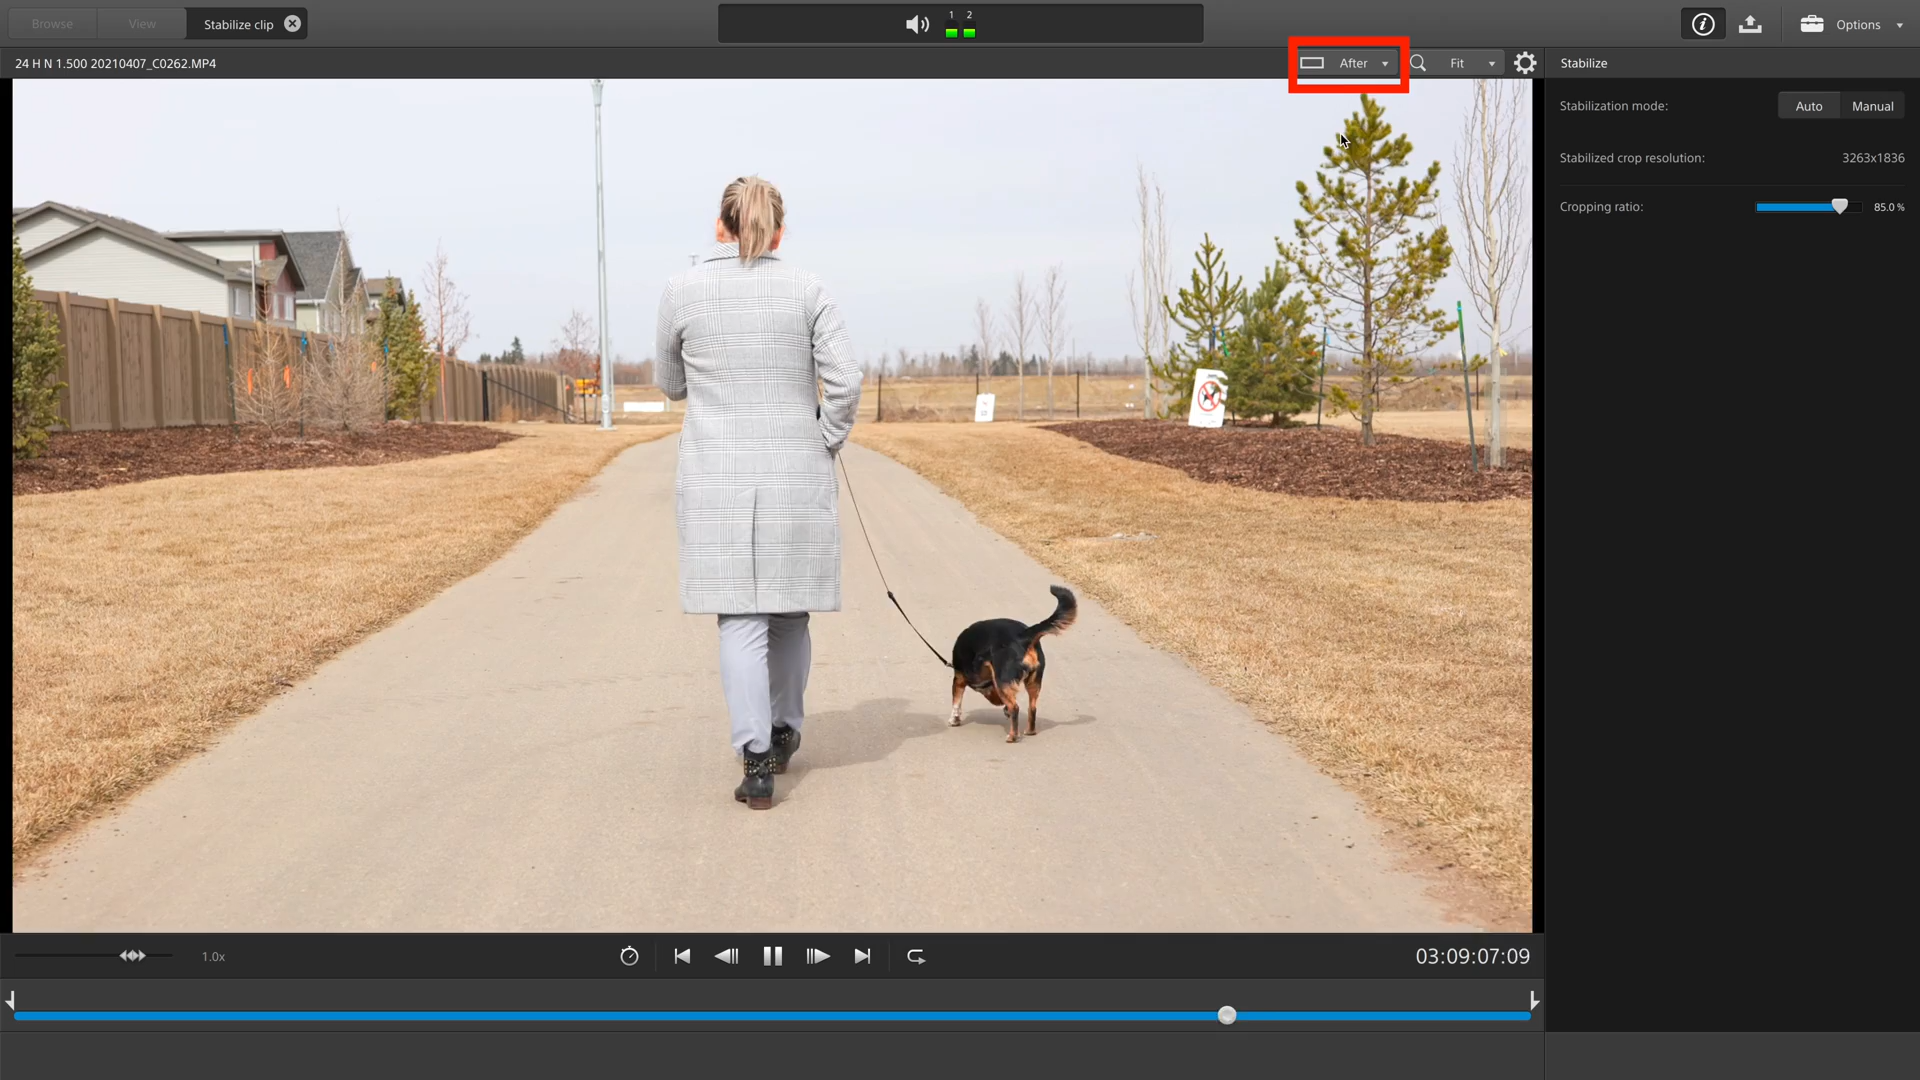 Browse View Stabilize clip
1 2
Options
24 H N 1.500 20210407_C0262.MP4
After
Fit
Stabilize
Stabilization mode: Auto Manual
Stabilized crop resolution: 3263x1836
Cropping ratio: 85.0 %
1.0x
03:09:07:09